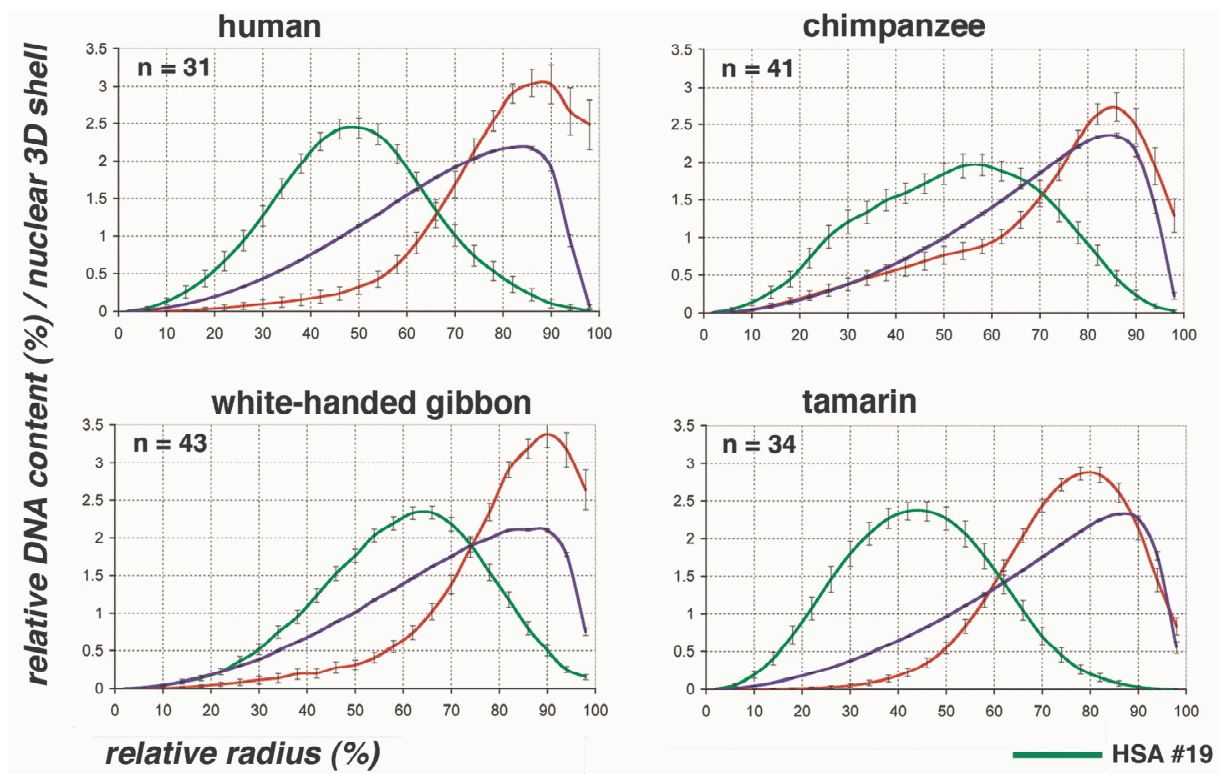 relative DNA content (%) / nuclear 3D shell
human
n = 31
3.5
3
2.5
2
1.5
1
0.5
0
0 10 20 30 40 50 60 70 80 90 100
chimpanzee
n = 41
3.5
3
2.5
2
1.5
1
0.5
0
0 10 20 30 40 50 60 70 80 90 100
white-handed gibbon
n = 43
3.5
3
2.5
2
1.5
1
0.5
0
0 10 20 30 40 50 60 70 80 90 100
tamarin
n = 34
3.5
3
2.5
2
1.5
1
0.5
0
0 10 20 30 40 50 60 70 80 90 100
relative radius (%)
HSA #19